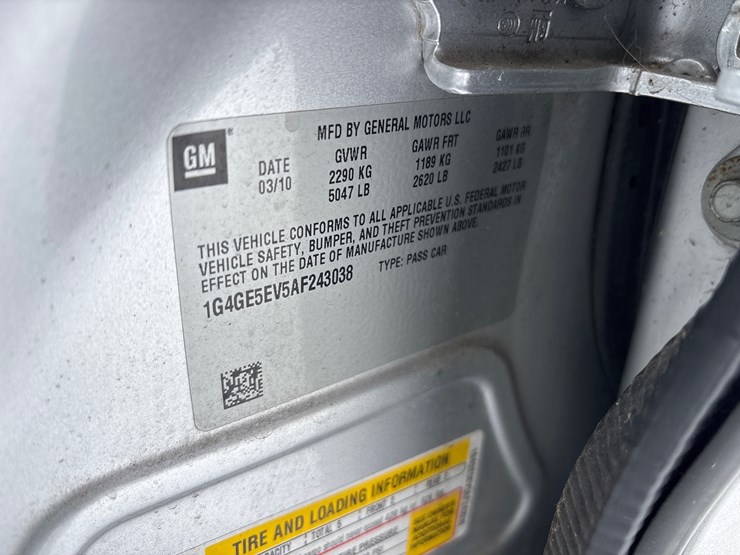 GM
MFD BY GENERAL MOTORS LLC
DATE GVWR GAWR FRT GAWR RR
03/10 2290 KG 1189 KG 1101 KG
5047 LB 2620 LB 2427 LB
THIS VEHICLE CONFORMS TO ALL APPLICABLE U.S. FEDERAL MOTOR
VEHICLE SAFETY, BUMPER, AND THEFT PREVENTION STANDARDS IN
EFFECT ON THE DATE OF MANUFACTURE SHOWN ABOVE.
1G4GE5EV5AF243038 TYPE: PASS CAR
TIRE AND LOADING INFORMATION